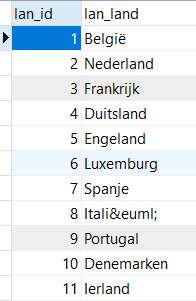 lan_id lan_land
1 België
2 Nederland
3 Frankrijk
4 Duitsland
5 Engeland
6 Luxemburg
7 Spanje
8 Itali&euml;
9 Portugal
10 Denemarken
11 Ierland